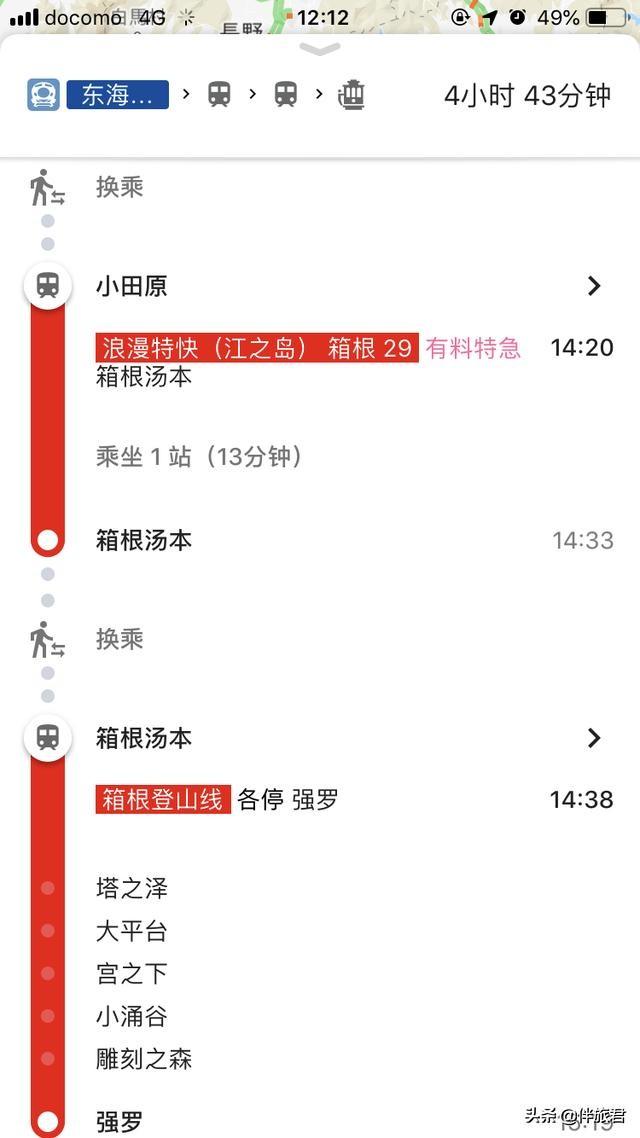 docomo 4G 12:12 49%
長野
东海... 4小时 43分钟
换乘
小田原
浪漫特快（江之岛） 箱根 29 有料特急 14:20
箱根汤本
乘坐 1 站（13分钟）
箱根汤本 14:33
换乘
箱根汤本
箱根登山线 各停 强罗 14:38
塔之泽
大平台
宫之下
小涌谷
雕刻之森
强罗
头条 @伴旅君